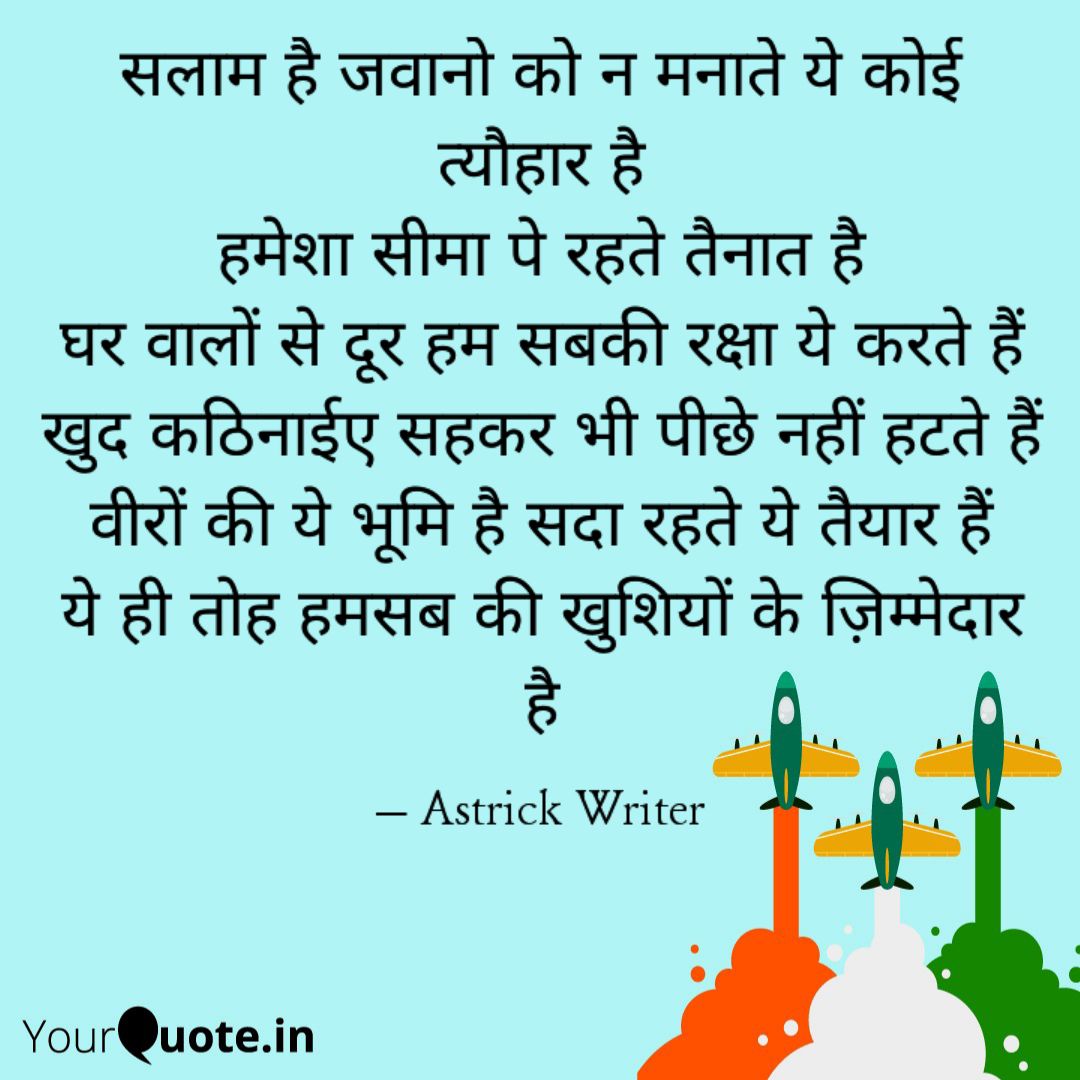 सलाम है जवानो को न मनाते ये कोई
त्यौहार है
हमेशा सीमा पे रहते तैनात है
घर वालों से दूर हम सबकी रक्षा ये करते हैं
खुद कठिनाईए सहकर भी पीछे नहीं हटते हैं
वीरों की ये भूमि है सदा रहते ये तैयार हैं
ये ही तोह हमसब की खुशियों के ज़िम्मेदार
है
— Astrick Writer
YourQuote.in